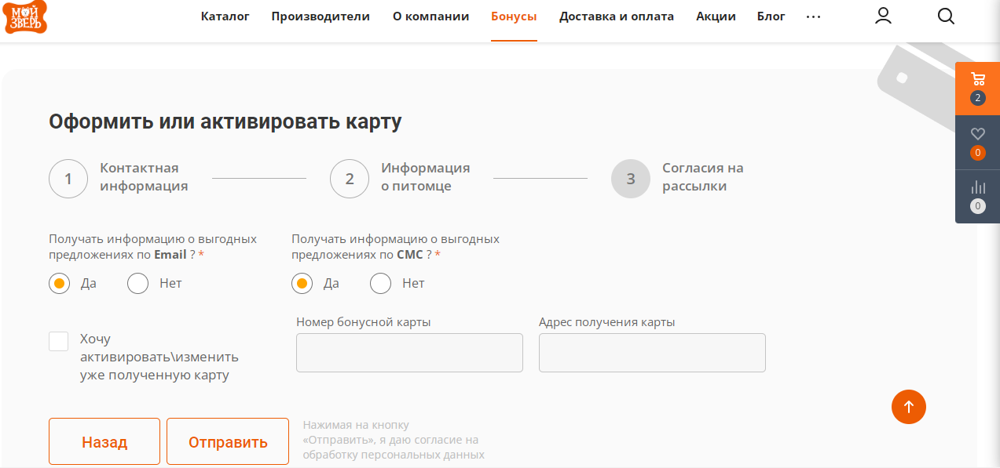 МОЙ
ЗВЕРЬ
Каталог Производители О компании Бонусы Доставка и оплата Акции Блог ...
2
0
0
Оформить или активировать карту
1 Контактная
информация
2 Информация
о питомце
3 Согласия на
рассылки
Получать информацию о выгодных
предложениях по Email ? *
Да Нет
Получать информацию о выгодных
предложениях по СМС ? *
Да Нет
Хочу
активировать\изменить
уже полученную карту
Номер бонусной карты
Адрес получения карты
Назад Отправить
Нажимая на кнопку
«Отправить», я даю согласие на
обработку персональных данных